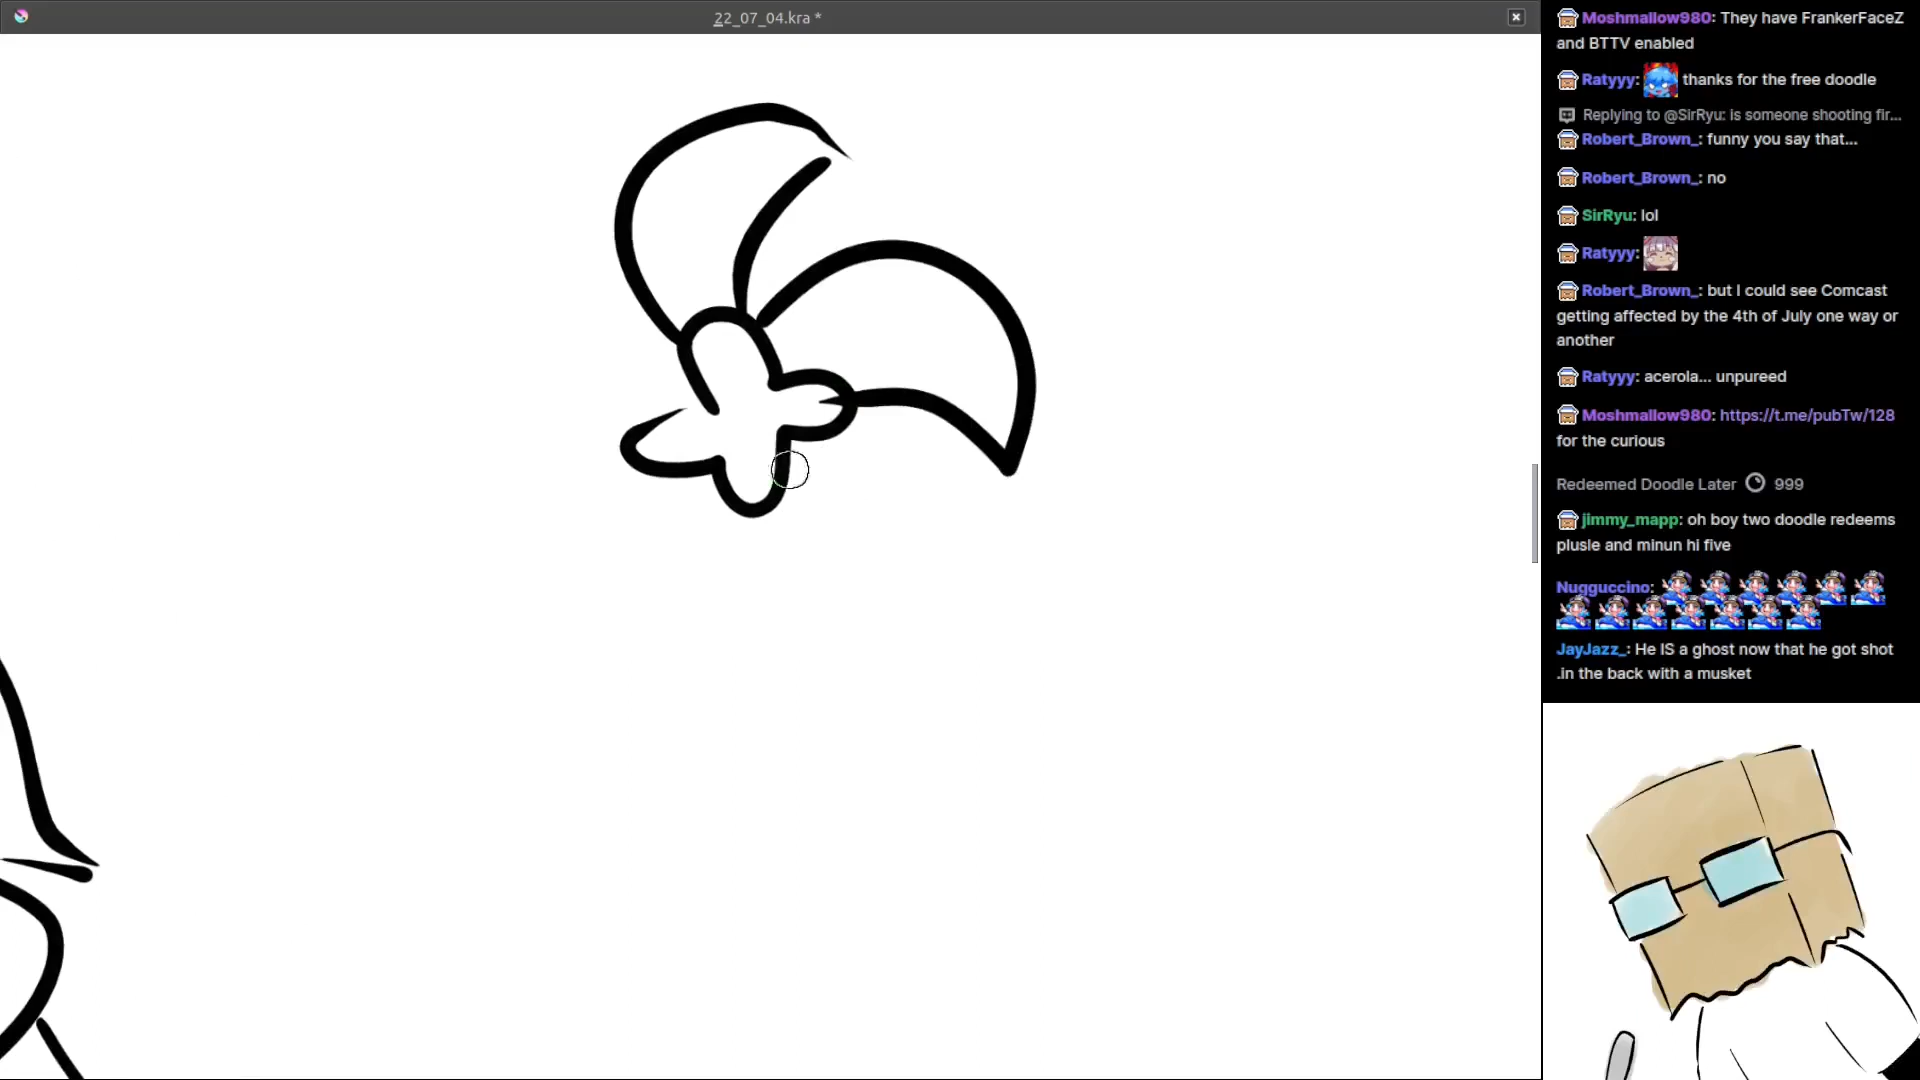 22_07_04.kra *
Moshmallow980: They have FrankerFaceZ
and BTTV enabled
Ratyyy: thanks for the free doodle
Replying to @SirRyu: is someone shooting fir...
Robert_Brown_: funny you say that...
Robert_Brown_: no
SirRyu: lol
Ratyyy:
Robert_Brown_: but I could see Comcast
getting affected by the 4th of July one way or
another
Ratyyy: acerola... unpureed
Moshmallow980: https://t.me/pubTw/128
for the curious
Redeemed Doodle Later 999
jimmy_mapp: oh boy two doodle redeems
plusle and minun hi five
Nugguccino:
JayJazz_: He IS a ghost now that he got shot
.in the back with a musket